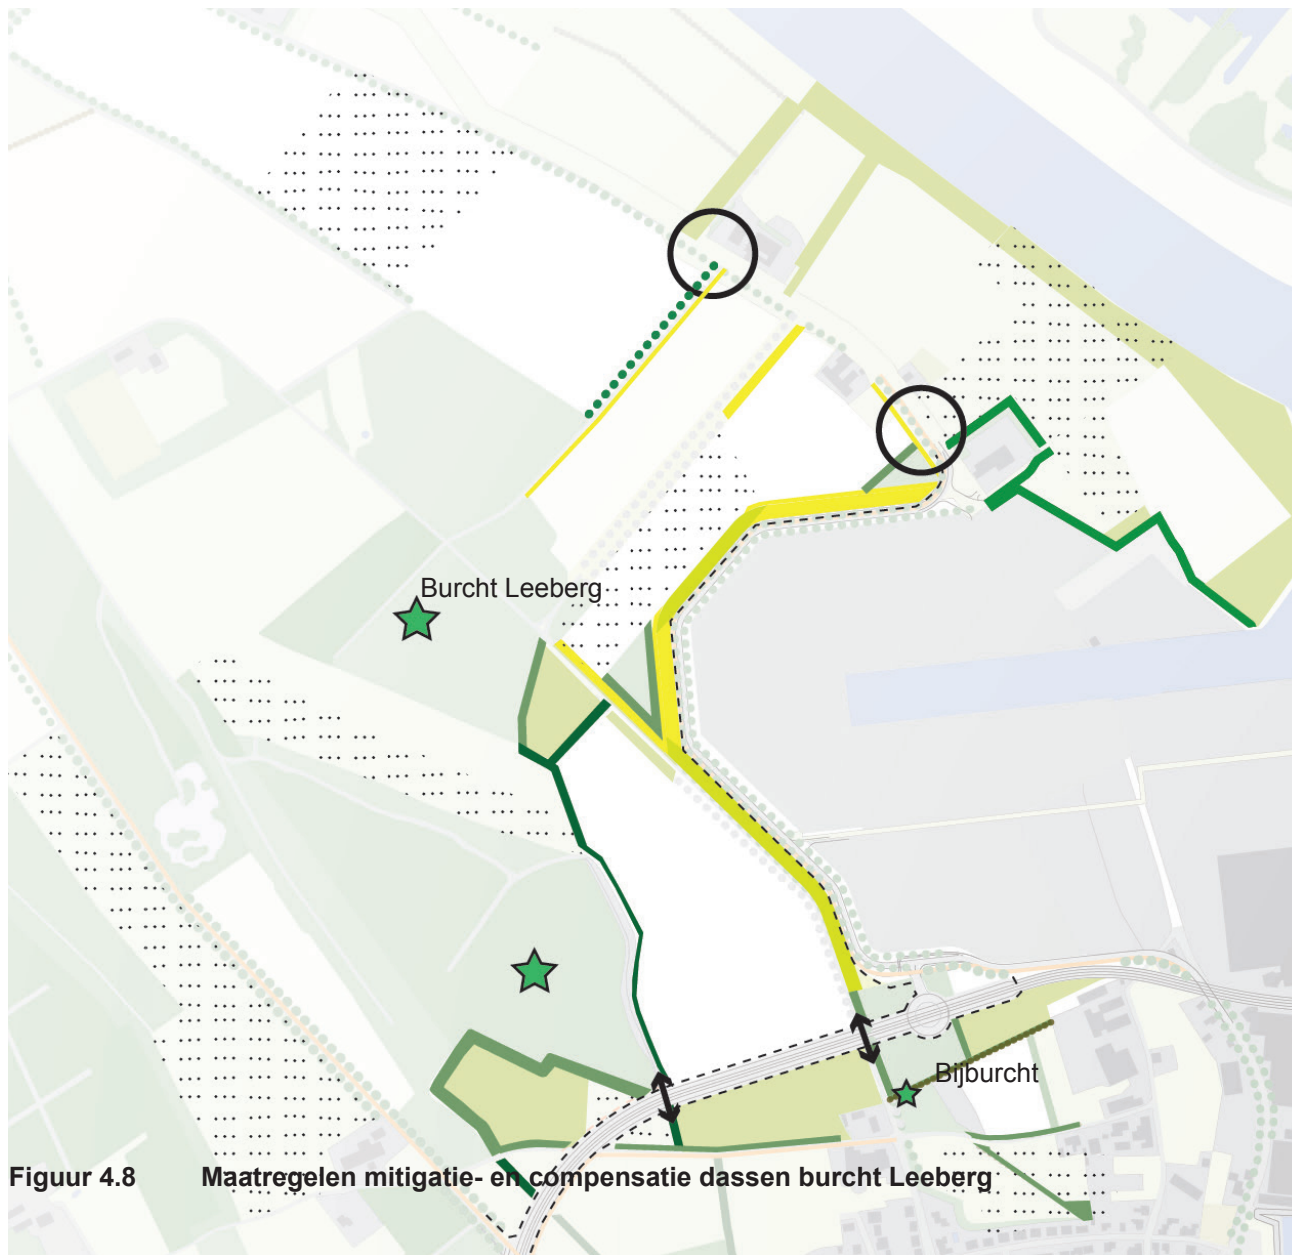 Burcht Leeberg
Bijburcht
Figuur 4.8 Maatregelen mitigatie- en compensatie dassen burcht Leeberg